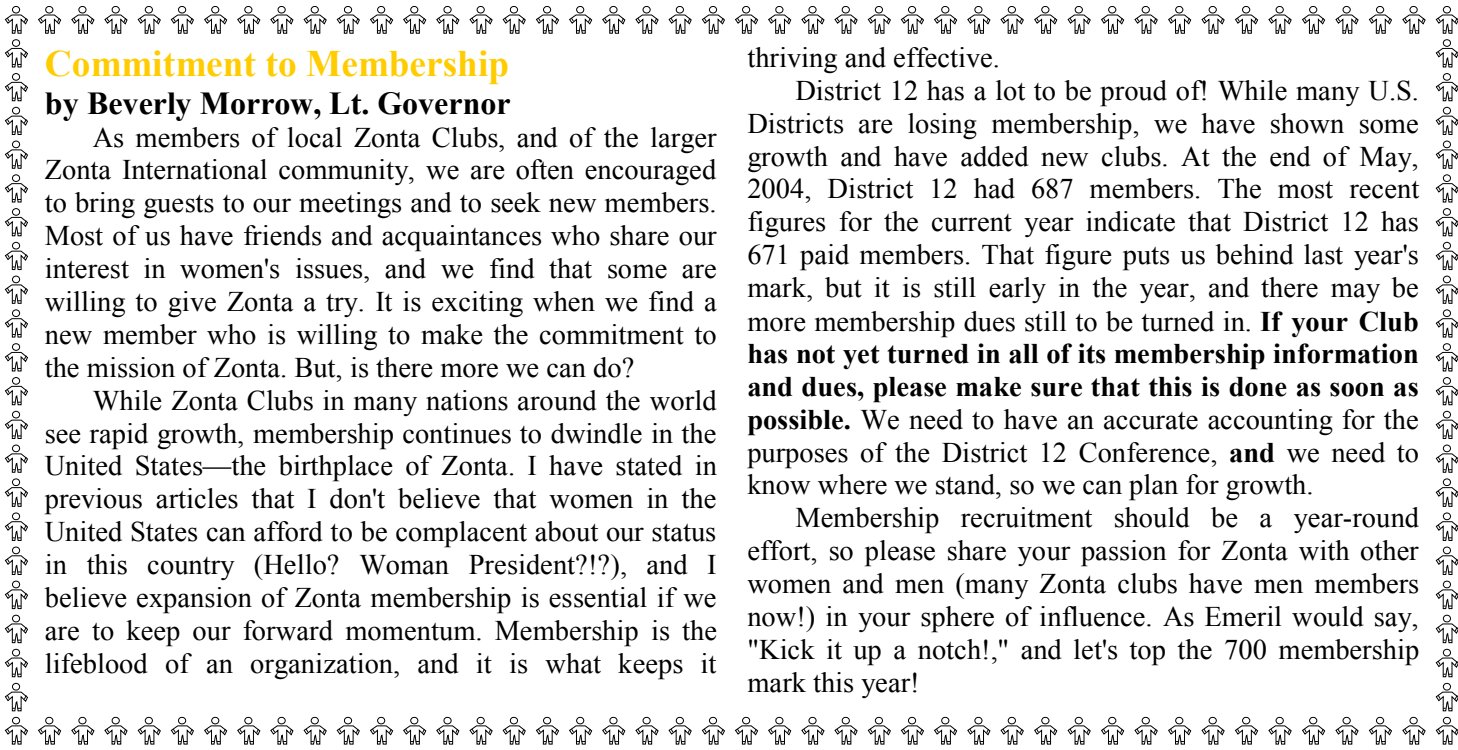 Commitment to Membership
by Beverly Morrow, Lt. Governor
As members of local Zonta Clubs, and of the larger
Zonta International community, we are often encouraged
to bring guests to our meetings and to seek new members.
Most of us have friends and acquaintances who share our
interest in women's issues, and we find that some are
willing to give Zonta a try. It is exciting when we find a
new member who is willing to make the commitment to
the mission of Zonta. But, is there more we can do?
While Zonta Clubs in many nations around the world
see rapid growth, membership continues to dwindle in the
United States—the birthplace of Zonta. I have stated in
previous articles that I don't believe that women in the
United States can afford to be complacent about our status
in this country (Hello? Woman President?!?), and I
believe expansion of Zonta membership is essential if we
are to keep our forward momentum. Membership is the
lifeblood of an organization, and it is what keeps it
thriving and effective.
District 12 has a lot to be proud of! While many U.S.
Districts are losing membership, we have shown some
growth and have added new clubs. At the end of May,
2004, District 12 had 687 members. The most recent
figures for the current year indicate that District 12 has
671 paid members. That figure puts us behind last year's
mark, but it is still early in the year, and there may be
more membership dues still to be turned in. If your Club
has not yet turned in all of its membership information
and dues, please make sure that this is done as soon as
possible. We need to have an accurate accounting for the
purposes of the District 12 Conference, and we need to
know where we stand, so we can plan for growth.
Membership recruitment should be a year-round
effort, so please share your passion for Zonta with other
women and men (many Zonta clubs have men members
now!) in your sphere of influence. As Emeril would say,
"Kick it up a notch!," and let's top the 700 membership
mark this year!